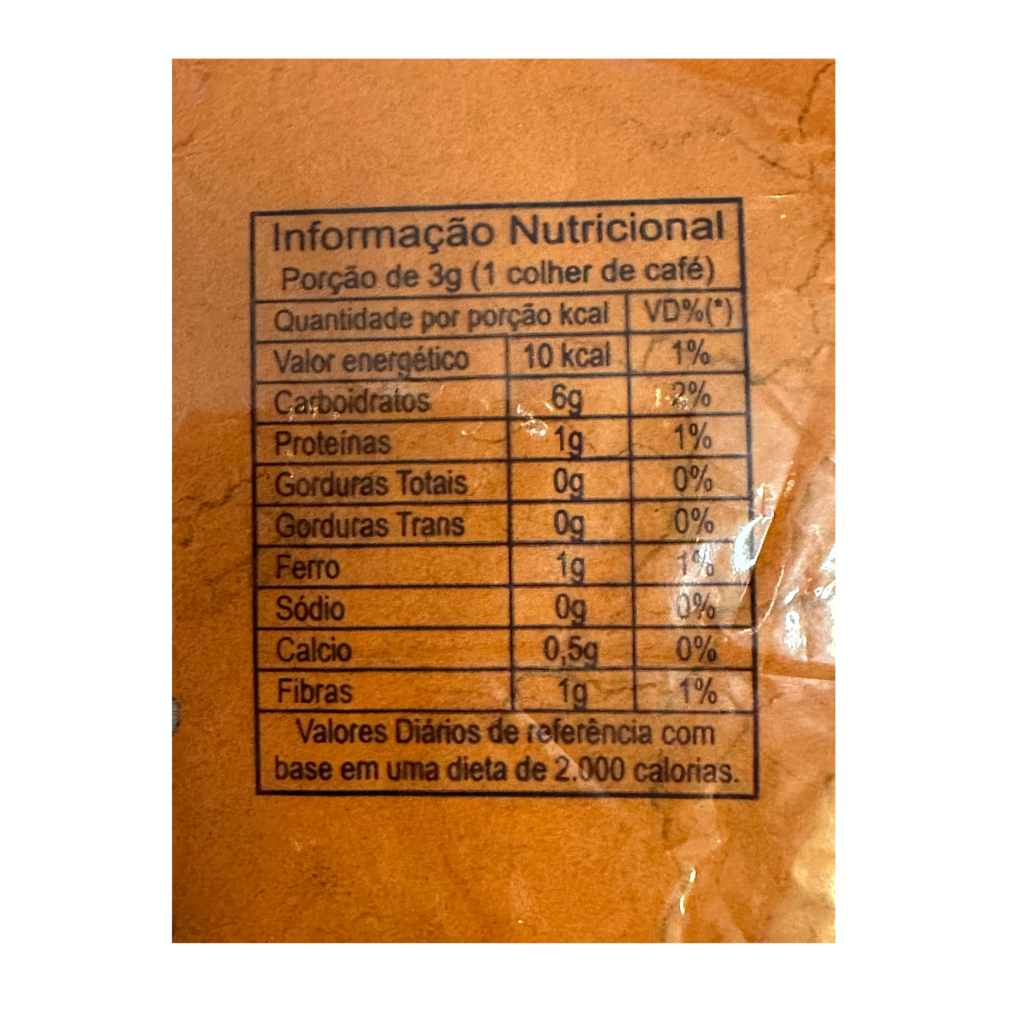 Informação Nutricional
Porção de 3g (1 colher de café)
Quantidade por porção kcal VD%(*)
Valor energético 10 kcal 1%
Carboidratos 6g 2%
Proteínas 1g 1%
Gorduras Totais 0g 0%
Gorduras Trans 0g 0%
Ferro 1g 1%
Sódio 0g 0%
Calcio 0,5g 0%
Fibras 1g 1%
Valores Diários de referência com
base em uma dieta de 2.000 calorias.